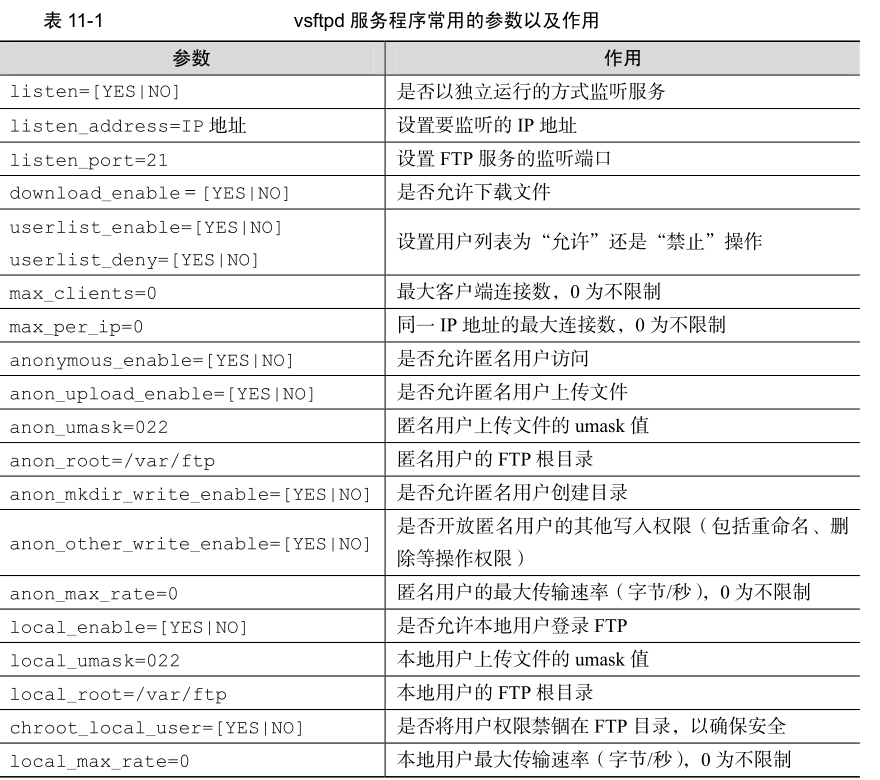 表 11-1 vsftpd 服务程序常用的参数以及作用
参数 作用
listen=[YES|NO] 是否以独立运行的方式监听服务
listen_address=IP 地址 设置要监听的 IP 地址
listen_port=21 设置 FTP 服务的监听端口
download_enable=[YES|NO] 是否允许下载文件
userlist_enable=[YES|NO]
userlist_deny=[YES|NO]
设置用户列表为“允许”还是“禁止”操作
max_clients=0 最大客户端连接数，0 为不限制
max_per_ip=0 同一 IP 地址的最大连接数，0 为不限制
anonymous_enable=[YES|NO] 是否允许匿名用户访问
anon_upload_enable=[YES|NO] 是否允许匿名用户上传文件
anon_umask=022 匿名用户上传文件的 umask 值
anon_root=/var/ftp 匿名用户的 FTP 根目录
anon_mkdir_write_enable=[YES|NO] 是否允许匿名用户创建目录
anon_other_write_enable=[YES|NO] 是否开放匿名用户的其他写入权限（包括重命名、删
除等操作权限）
anon_max_rate=0 匿名用户的最大传输速率（字节/秒），0 为不限制
local_enable=[YES|NO] 是否允许本地用户登录 FTP
local_umask=022 本地用户上传文件的 umask 值
local_root=/var/ftp 本地用户的 FTP 根目录
chroot_local_user=[YES|NO] 是否将用户权限禁锢在 FTP 目录，以确保安全
local_max_rate=0 本地用户最大传输速率（字节/秒），0 为不限制